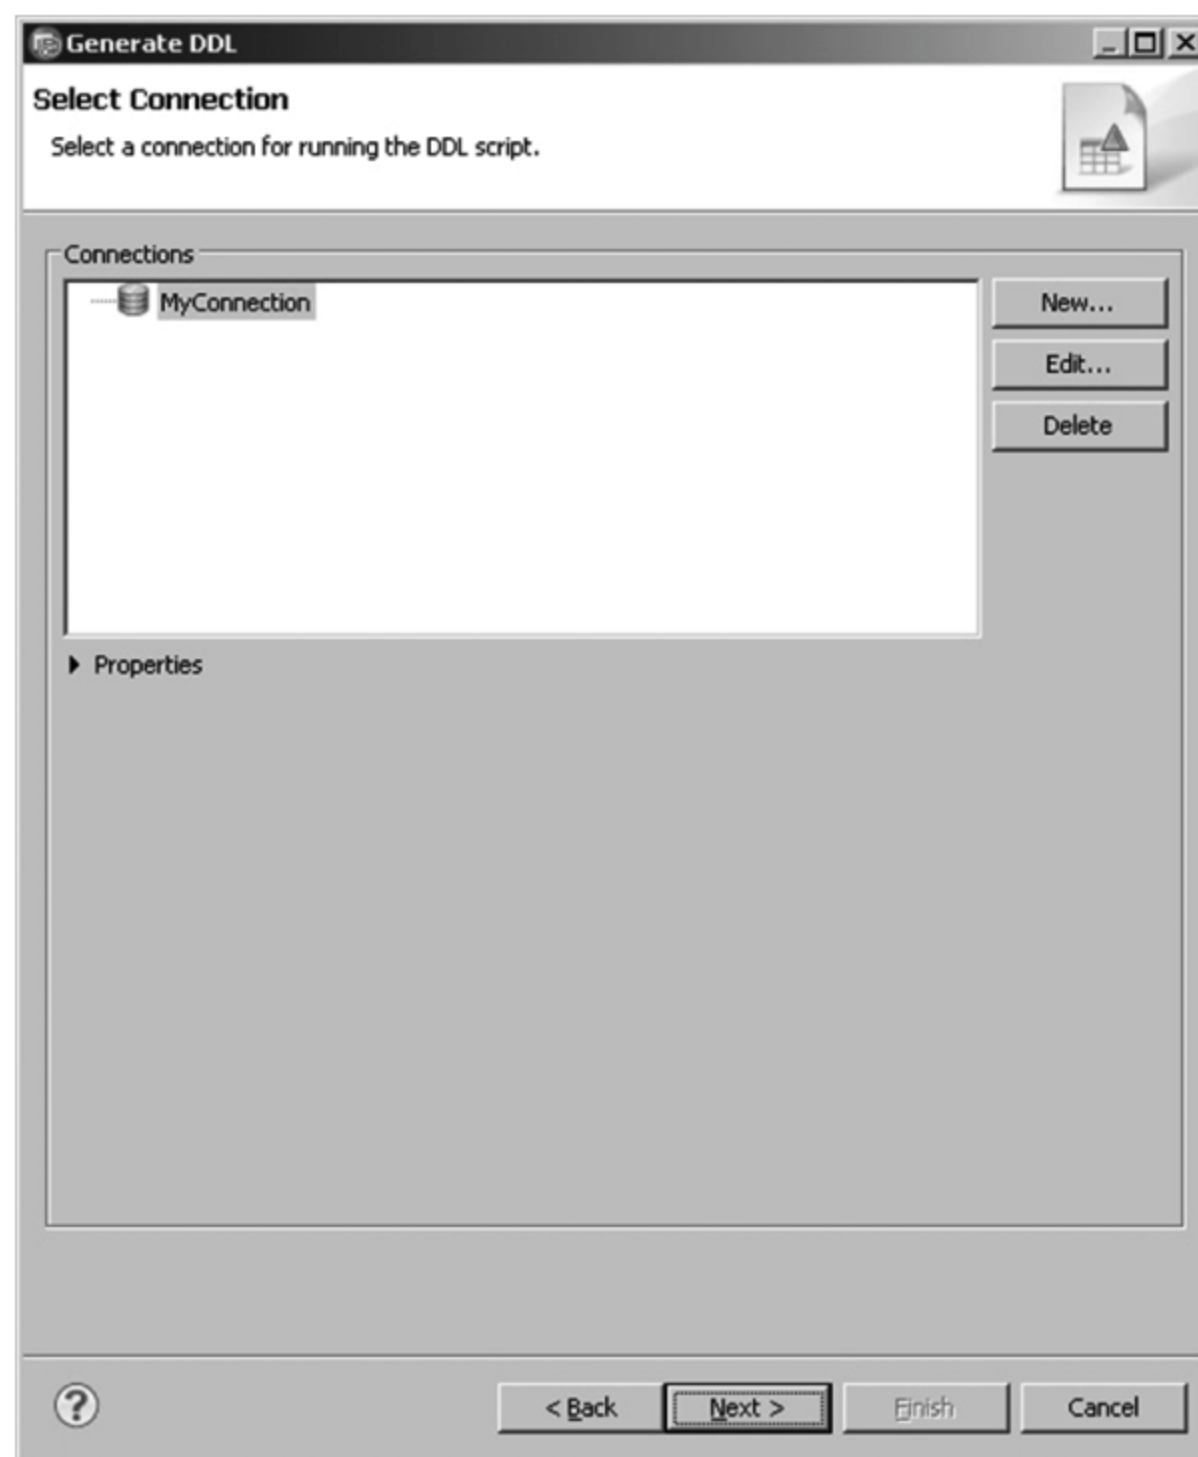 Generate DDL
Select Connection
Select a connection for running the DDL script.
Connections
MyConnection
New...
Edit...
Delete
Properties
?
< Back
Next >
Finish
Cancel